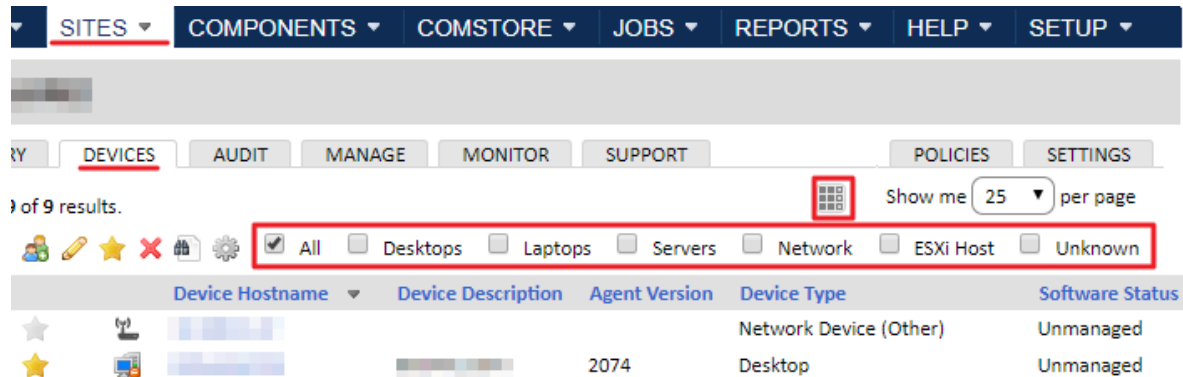 SITES COMPONENTS COMSTORE JOBS REPORTS HELP SETUP
RY DEVICES AUDIT MANAGE MONITOR SUPPORT POLICIES SETTINGS
9 of 9 results. Show me 25 per page
All Desktops Laptops Servers Network ESXi Host Unknown
Device Hostname Device Description Agent Version Device Type Software Status
Network Device (Other) Unmanaged
2074 Desktop Unmanaged